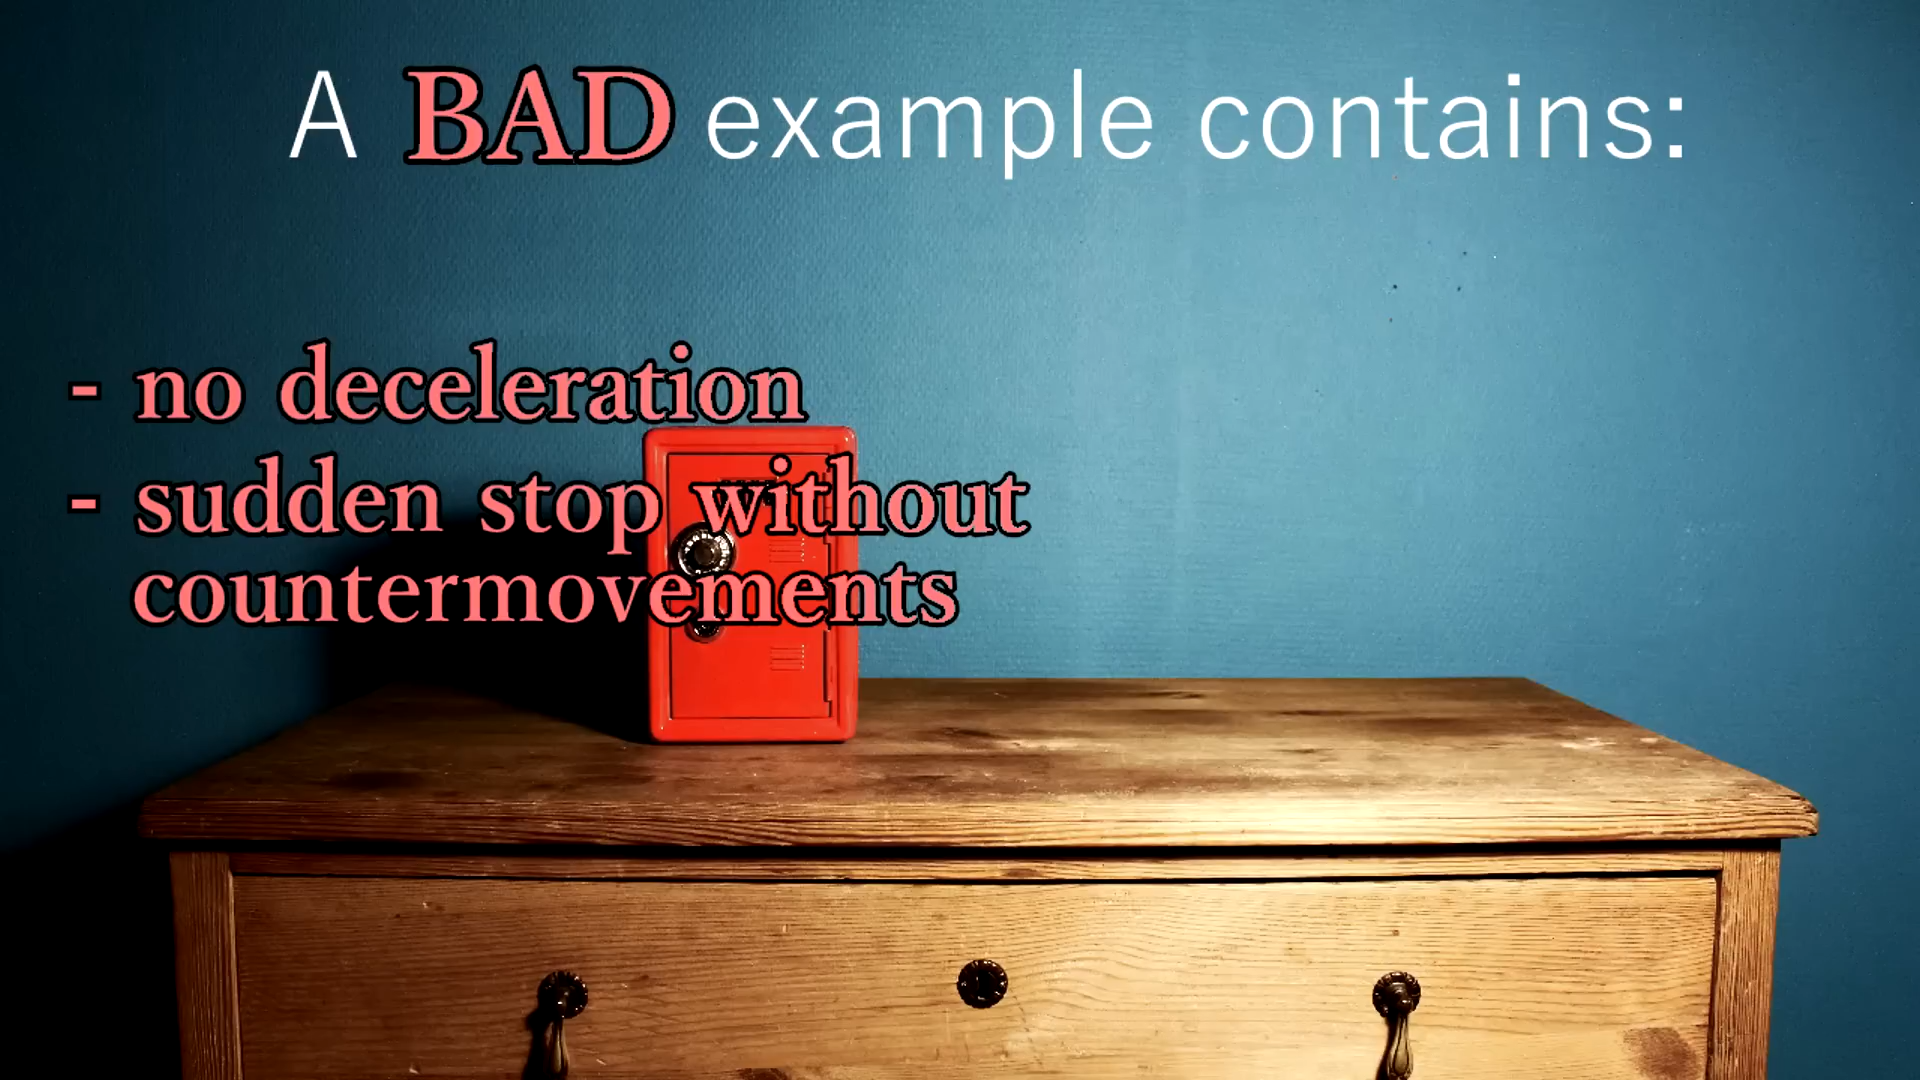 A BAD example contains:
- no deceleration
- sudden stop without
countermovements